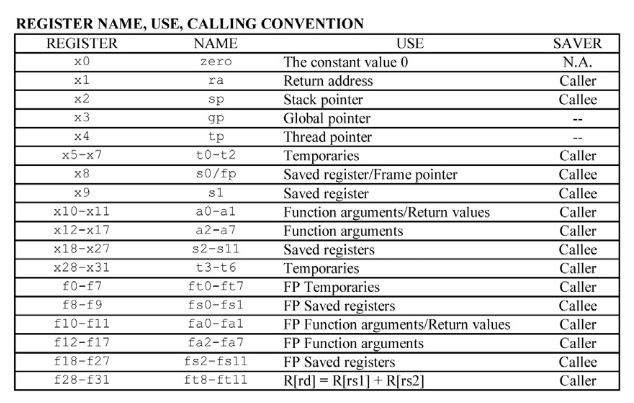 REGISTER NAME, USE, CALLING CONVENTION
REGISTER NAME USE SAVER
x0 zero The constant value 0 N.A.
x1 ra Return address Caller
x2 sp Stack pointer Callee
x3 gp Global pointer --
x4 tp Thread pointer --
x5-x7 t0-t2 Temporaries Caller
x8 s0/fp Saved register/Frame pointer Callee
x9 s1 Saved register Callee
x10-x11 a0-a1 Function arguments/Return values Caller
x12-x17 a2-a7 Function arguments Caller
x18-x27 s2-s11 Saved registers Callee
x28-x31 t3-t6 Temporaries Caller
f0-f7 ft0-ft7 FP Temporaries Caller
f8-f9 fs0-fs1 FP Saved registers Callee
f10-f11 fa0-fa1 FP Function arguments/Return values Caller
f12-f17 fa2-fa7 FP Function arguments Caller
f18-f27 fs2-fs11 FP Saved registers Callee
f28-f31 ft8-ft11 R[rd] = R[rs1] + R[rs2] Caller